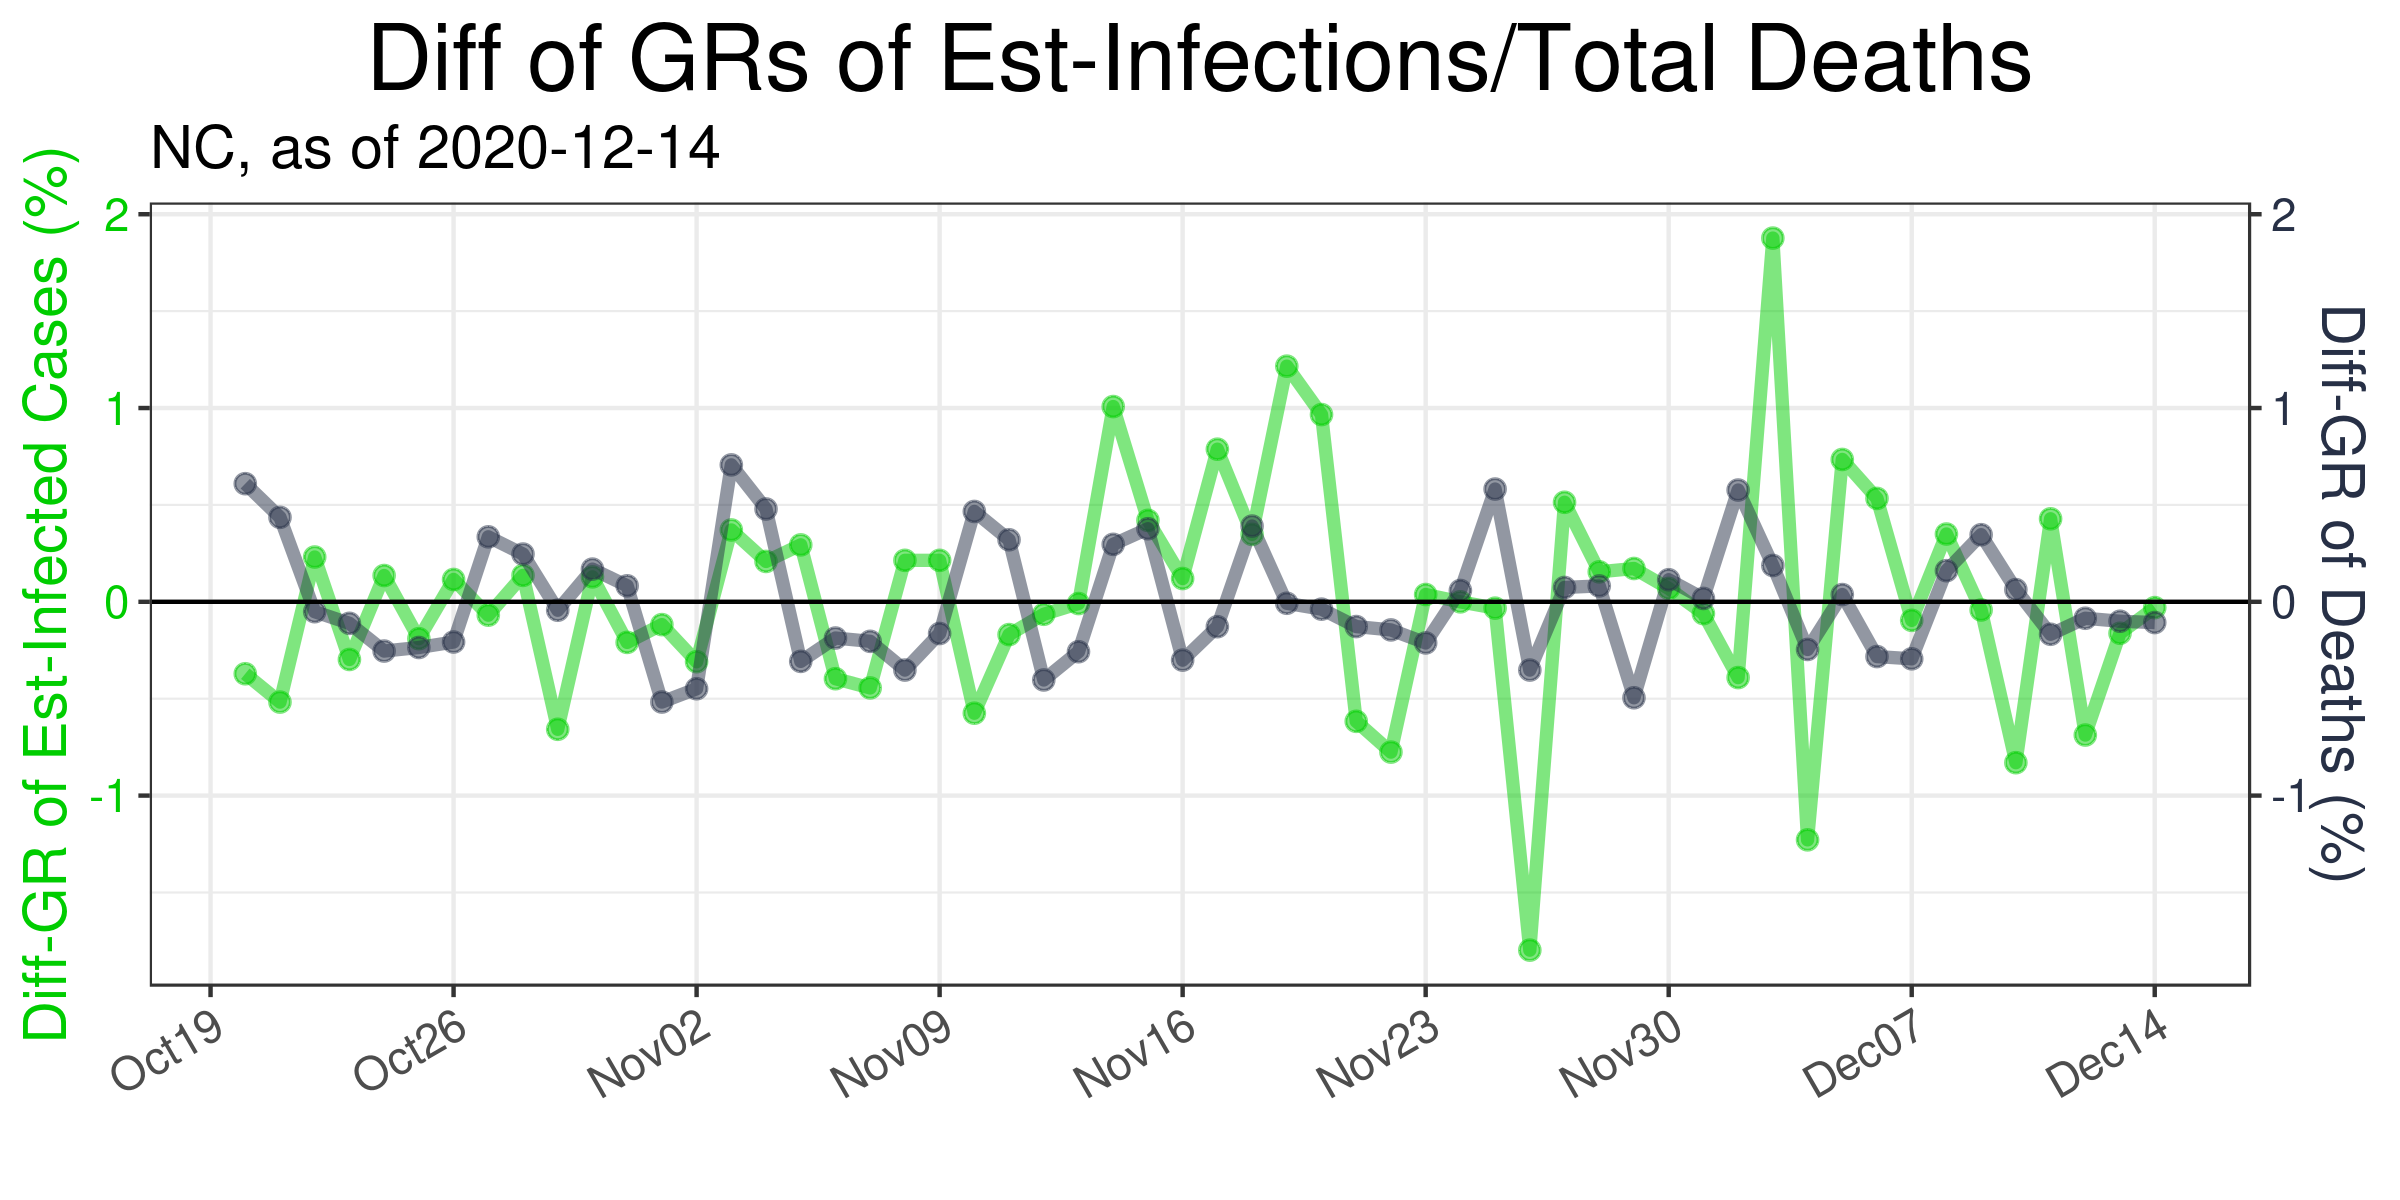 Diff of GRs of Est-Infections/Total Deaths
NC, as of 2020-12-14
Diff-GR of Est-Infected Cases (%)
2
1
0
-1
2
1
0
-1
Diff-GR of Deaths (%)
Oct19
Oct26
Nov02
Nov09
Nov16
Nov23
Nov30
Dec07
Dec14